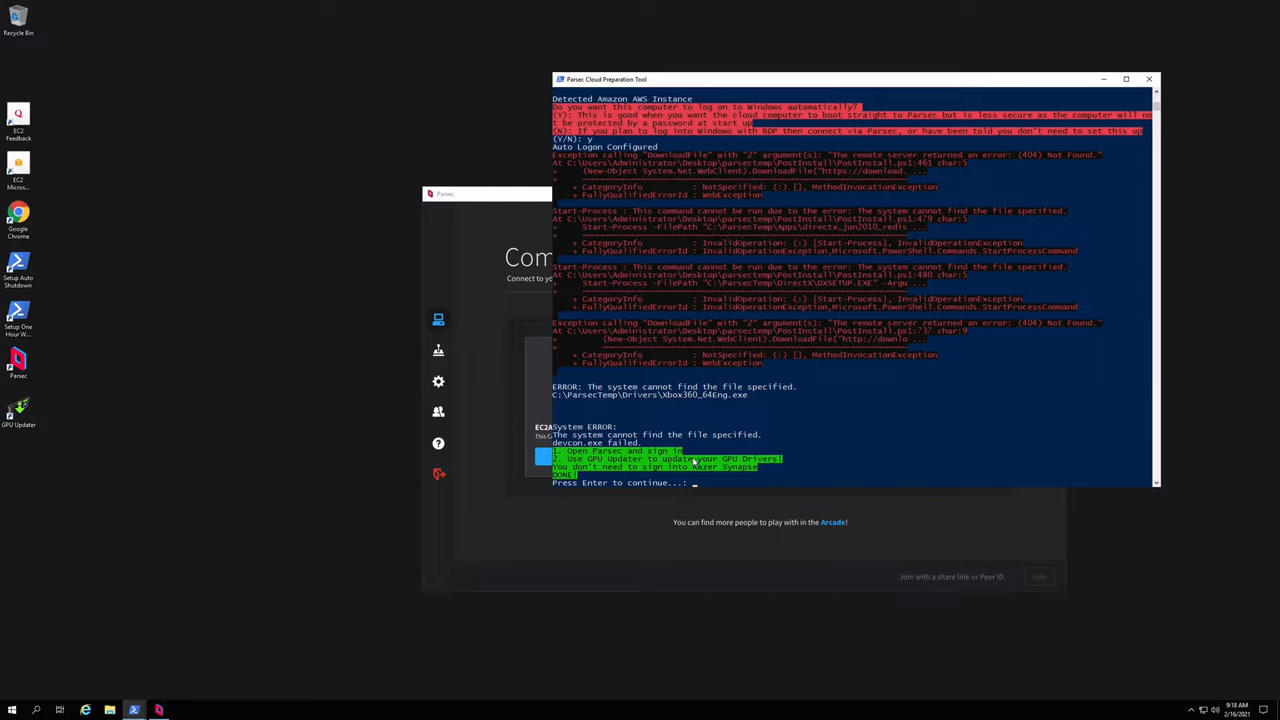 Recycle Bin
EC2
Feedback
EC2
Micros...
Google
Chrome
Setup Auto
Shutdown
Setup One
Hour W...
Parsec
GPU Updater
Parsec
Com
Connect to yo
EC2A
This C
You can find more people to play with in the Arcade!
Join with a share link or Peer ID.
Join
Parsec Cloud Preparation Tool
Detected Amazon AWS Instance
Do you want this computer to log on to Windows automatically?
(Y): This is good when you want the cloud computer to boot straight to Parsec but is less secure as the computer will no
t be protected by a password at start up
(N): If you plan to log into Windows with RDP then connect via Parsec, or have been told you don't need to set this up
(Y/N): y
Auto Logon Configured
Exception calling "DownloadFile" with "2" argument(s): "The remote server returned an error: (404) Not Found."
At C:\Users\Administrator\Desktop\parsectemp\PostInstall\PostInstall.ps1:461 char:5
+     (New-Object System.Net.WebClient).DownloadFile("https://download. ...
+     ~~~~~~~~~~~~~~~~~~~~~~~~~~~~~~~~~~~~~~~~~~~~~~~~~~~~~~~~~~~~~~~~~
    + CategoryInfo          : NotSpecified: (:) [], MethodInvocationException
    + FullyQualifiedErrorId : WebException
Start-Process : This command cannot be run due to the error: The system cannot find the file specified.
At C:\Users\Administrator\Desktop\parsectemp\PostInstall\PostInstall.ps1:479 char:5
+     Start-Process -FilePath "C:\ParsecTemp\Apps\directx_jun2010_redis ...
+     ~~~~~~~~~~~~~~~~~~~~~~~~~~~~~~~~~~~~~~~~~~~~~~~~~~~~~~~~~~~~~~~~~
    + CategoryInfo          : InvalidOperation: (:) [Start-Process], InvalidOperationException
    + FullyQualifiedErrorId : InvalidOperationException,Microsoft.PowerShell.Commands.StartProcessCommand
Start-Process : This command cannot be run due to the error: The system cannot find the file specified.
At C:\Users\Administrator\Desktop\parsectemp\PostInstall\PostInstall.ps1:480 char:5
+     Start-Process -FilePath "C:\ParsecTemp\DirectX\DXSETUP.EXE" -Argu ...
+     ~~~~~~~~~~~~~~~~~~~~~~~~~~~~~~~~~~~~~~~~~~~~~~~~~~~~~~~~~~~~~~~~~
    + CategoryInfo          : InvalidOperation: (:) [Start-Process], InvalidOperationException
    + FullyQualifiedErrorId : InvalidOperationException,Microsoft.PowerShell.Commands.StartProcessCommand
Exception calling "DownloadFile" with "2" argument(s): "The remote server returned an error: (404) Not Found."
At C:\Users\Administrator\Desktop\parsectemp\PostInstall\PostInstall.ps1:737 char:9
+         (New-Object System.Net.WebClient).DownloadFile("http://downlo ...
+         ~~~~~~~~~~~~~~~~~~~~~~~~~~~~~~~~~~~~~~~~~~~~~~~~~~~~~~~~~~~~~
    + CategoryInfo          : NotSpecified: (:) [], MethodInvocationException
    + FullyQualifiedErrorId : WebException
ERROR: The system cannot find the file specified.
C:\ParsecTemp\Drivers\Xbox360_64Eng.exe
System ERROR:
The system cannot find the file specified.
devcon.exe failed.
1. Open Parsec and sign in
2. Use GPU Updater to update your GPU Drivers!
You don't need to sign into Razer Synapse
DONE!
Press Enter to continue...:
9:18 AM
2/16/2021